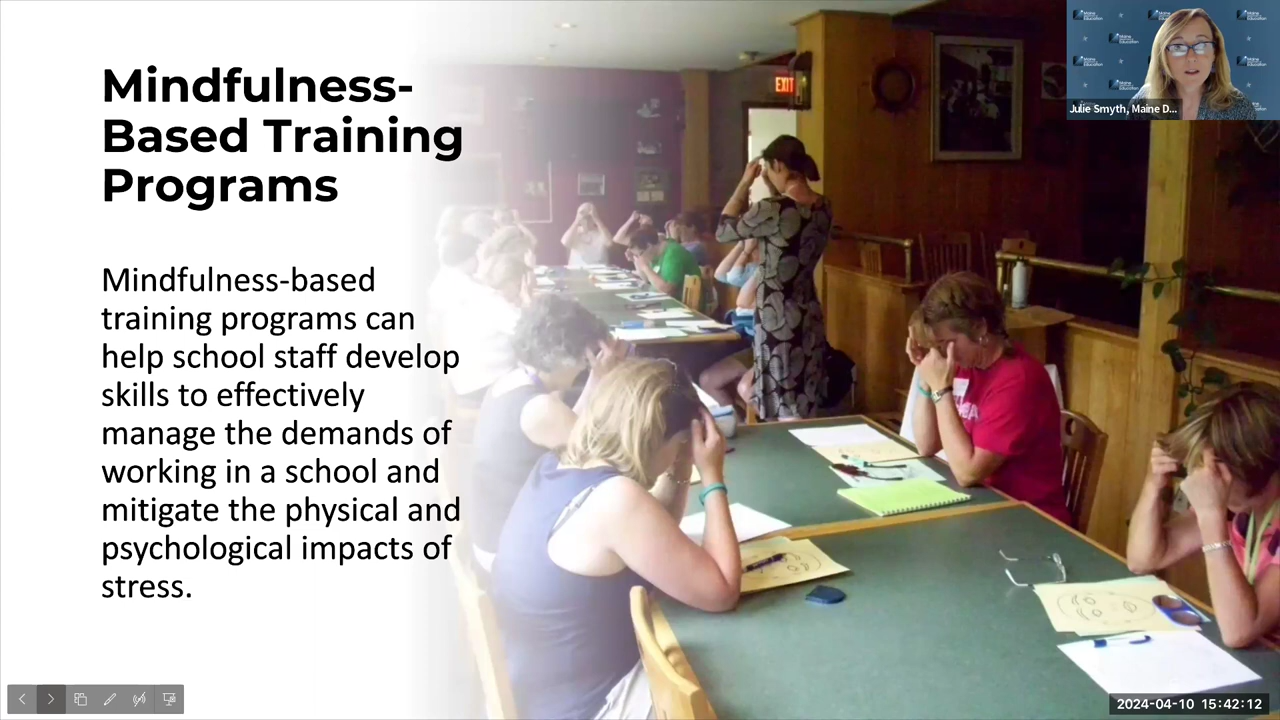 Mindfulness-
Based Training
Programs
Mindfulness-based
training programs can
help school staff develop
skills to effectively
manage the demands of
working in a school and
mitigate the physical and
psychological impacts of
stress.
EXIT
Maine
Education
Julie Smyth, Maine D...
2024-04-10 15:42:12